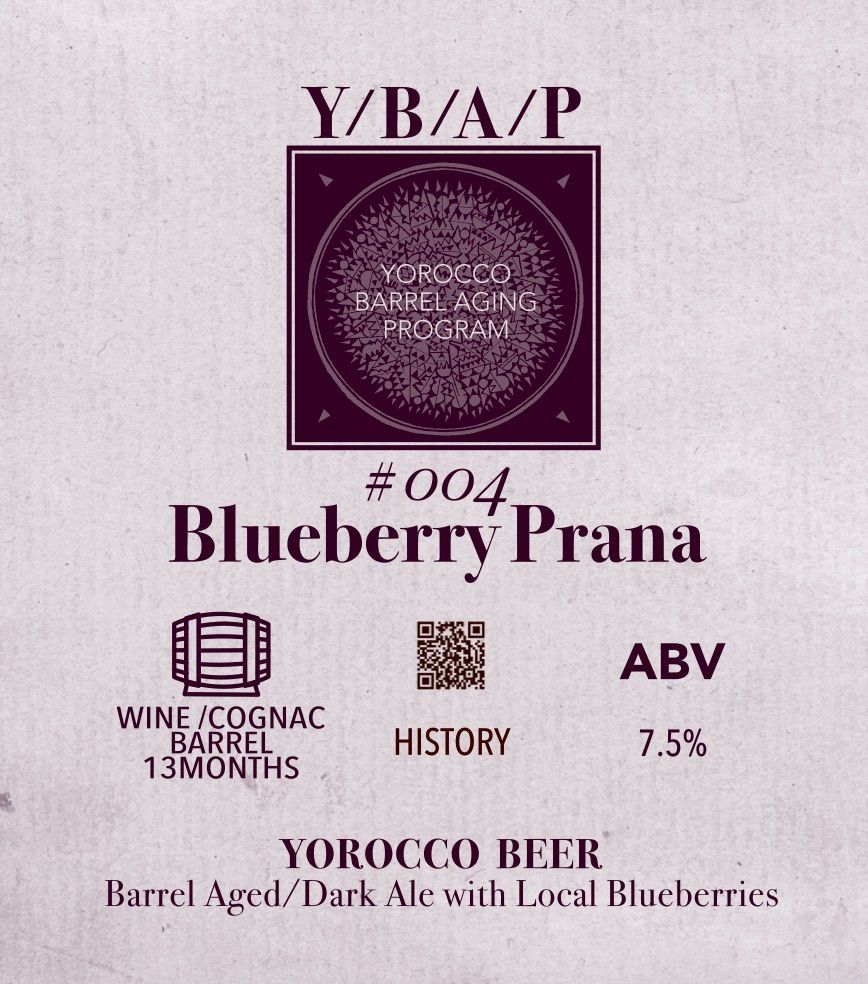 Y/B/A/P
YOROCCO
BARREL AGING
PROGRAM
#004
Blueberry Prana
WINE /COGNAC
BARREL
13MONTHS
HISTORY
ABV
7.5%
YOROCCO BEER
Barrel Aged/Dark Ale with Local Blueberries